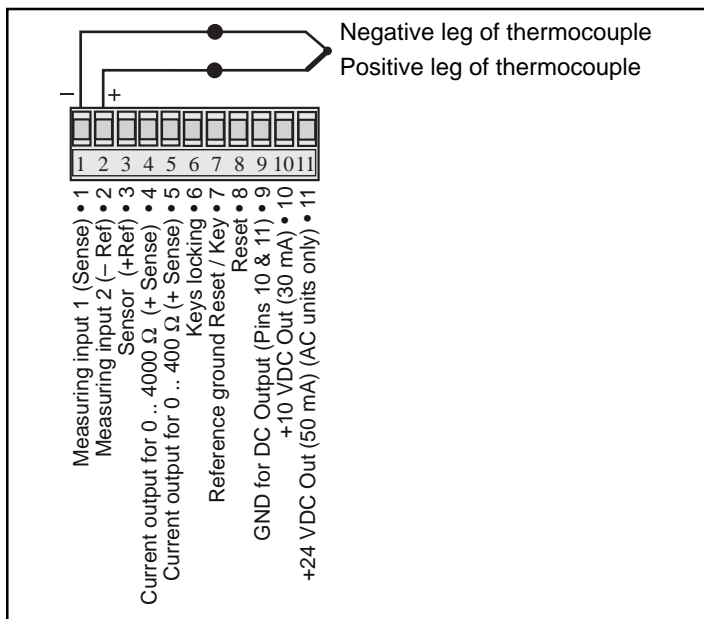 Negative leg of thermocouple
Positive leg of thermocouple
– +
1 2 3 4 5 6 7 8 9 10 11
Measuring input 1 (Sense) • 1
Measuring input 2 (– Ref) • 2
Sensor (+Ref) • 3
Current output for 0 .. 4000 Ω (+ Sense) • 4
Current output for 0 .. 400 Ω (+ Sense) • 5
Keys locking • 6
Reference ground Reset / Key • 7
Reset • 8
GND for DC Output (Pins 10 & 11) • 9
+10 VDC Out (30 mA) • 10
+24 VDC Out (50 mA) (AC units only) • 11